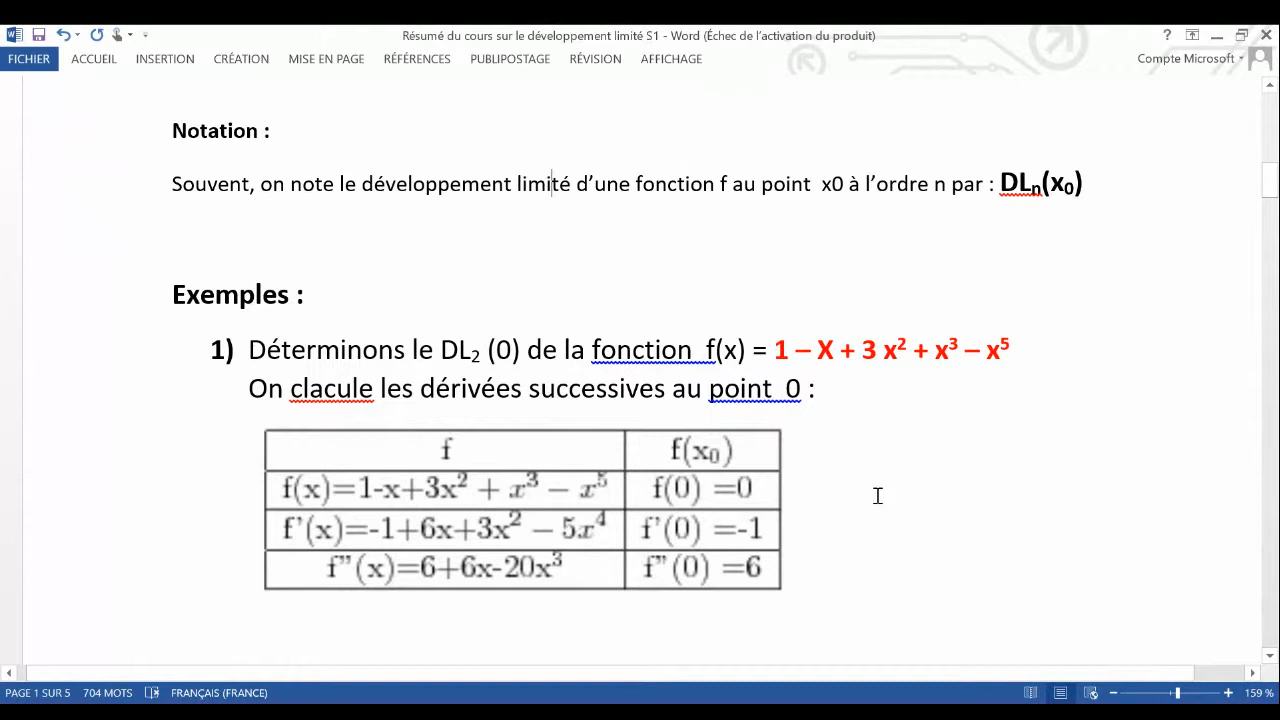 Résumé du cours sur le développement limité S1 - Word (Échec de l'activation du produit)
?
FICHIER ACCUEIL INSERTION CRÉATION MISE EN PAGE RÉFÉRENCES PUBLIPOSTAGE RÉVISION AFFICHAGE Compte Microsoft
Notation :
Souvent, on note le développement limité d'une fonction f au point x0 à l'ordre n par : DLₙ(x₀)
Exemples :
1) Déterminons le DL₂ (0) de la fonction f(x) = 1 – X + 3 x² + x³ – x⁵
On clacule les dérivées successives au point 0 :
f f(x₀)
f(x)=1-x+3x² + x³ − x⁵ f(0) =0
f'(x)=-1+6x+3x² − 5x⁴ f'(0) =-1
f"(x)=6+6x-20x³ f"(0) =6
PAGE 1 SUR 5 704 MOTS FRANÇAIS (FRANCE) 159 %